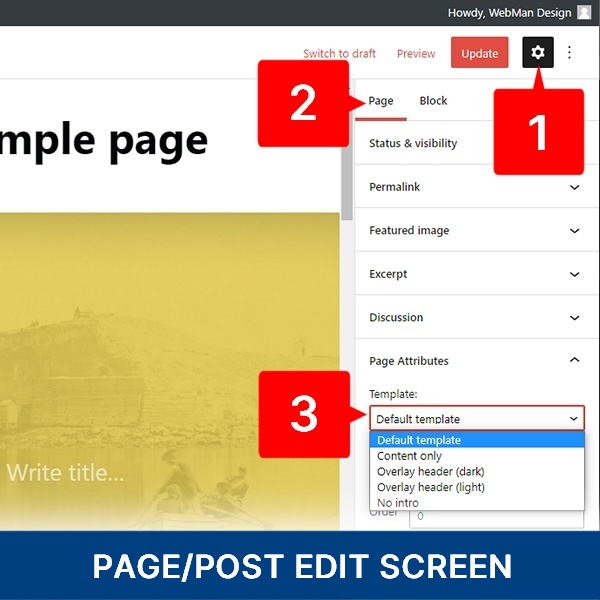 Howdy, WebMan Design
Switch to draft
Preview
Update
2
Page
Block
1
mple page
Status & visibility
Permalink
Featured image
Excerpt
Discussion
Page Attributes
Template:
3
Default template
Default template
Content only
Overlay header (dark)
Overlay header (light)
No intro
Order
0
Write title...
PAGE/POST EDIT SCREEN